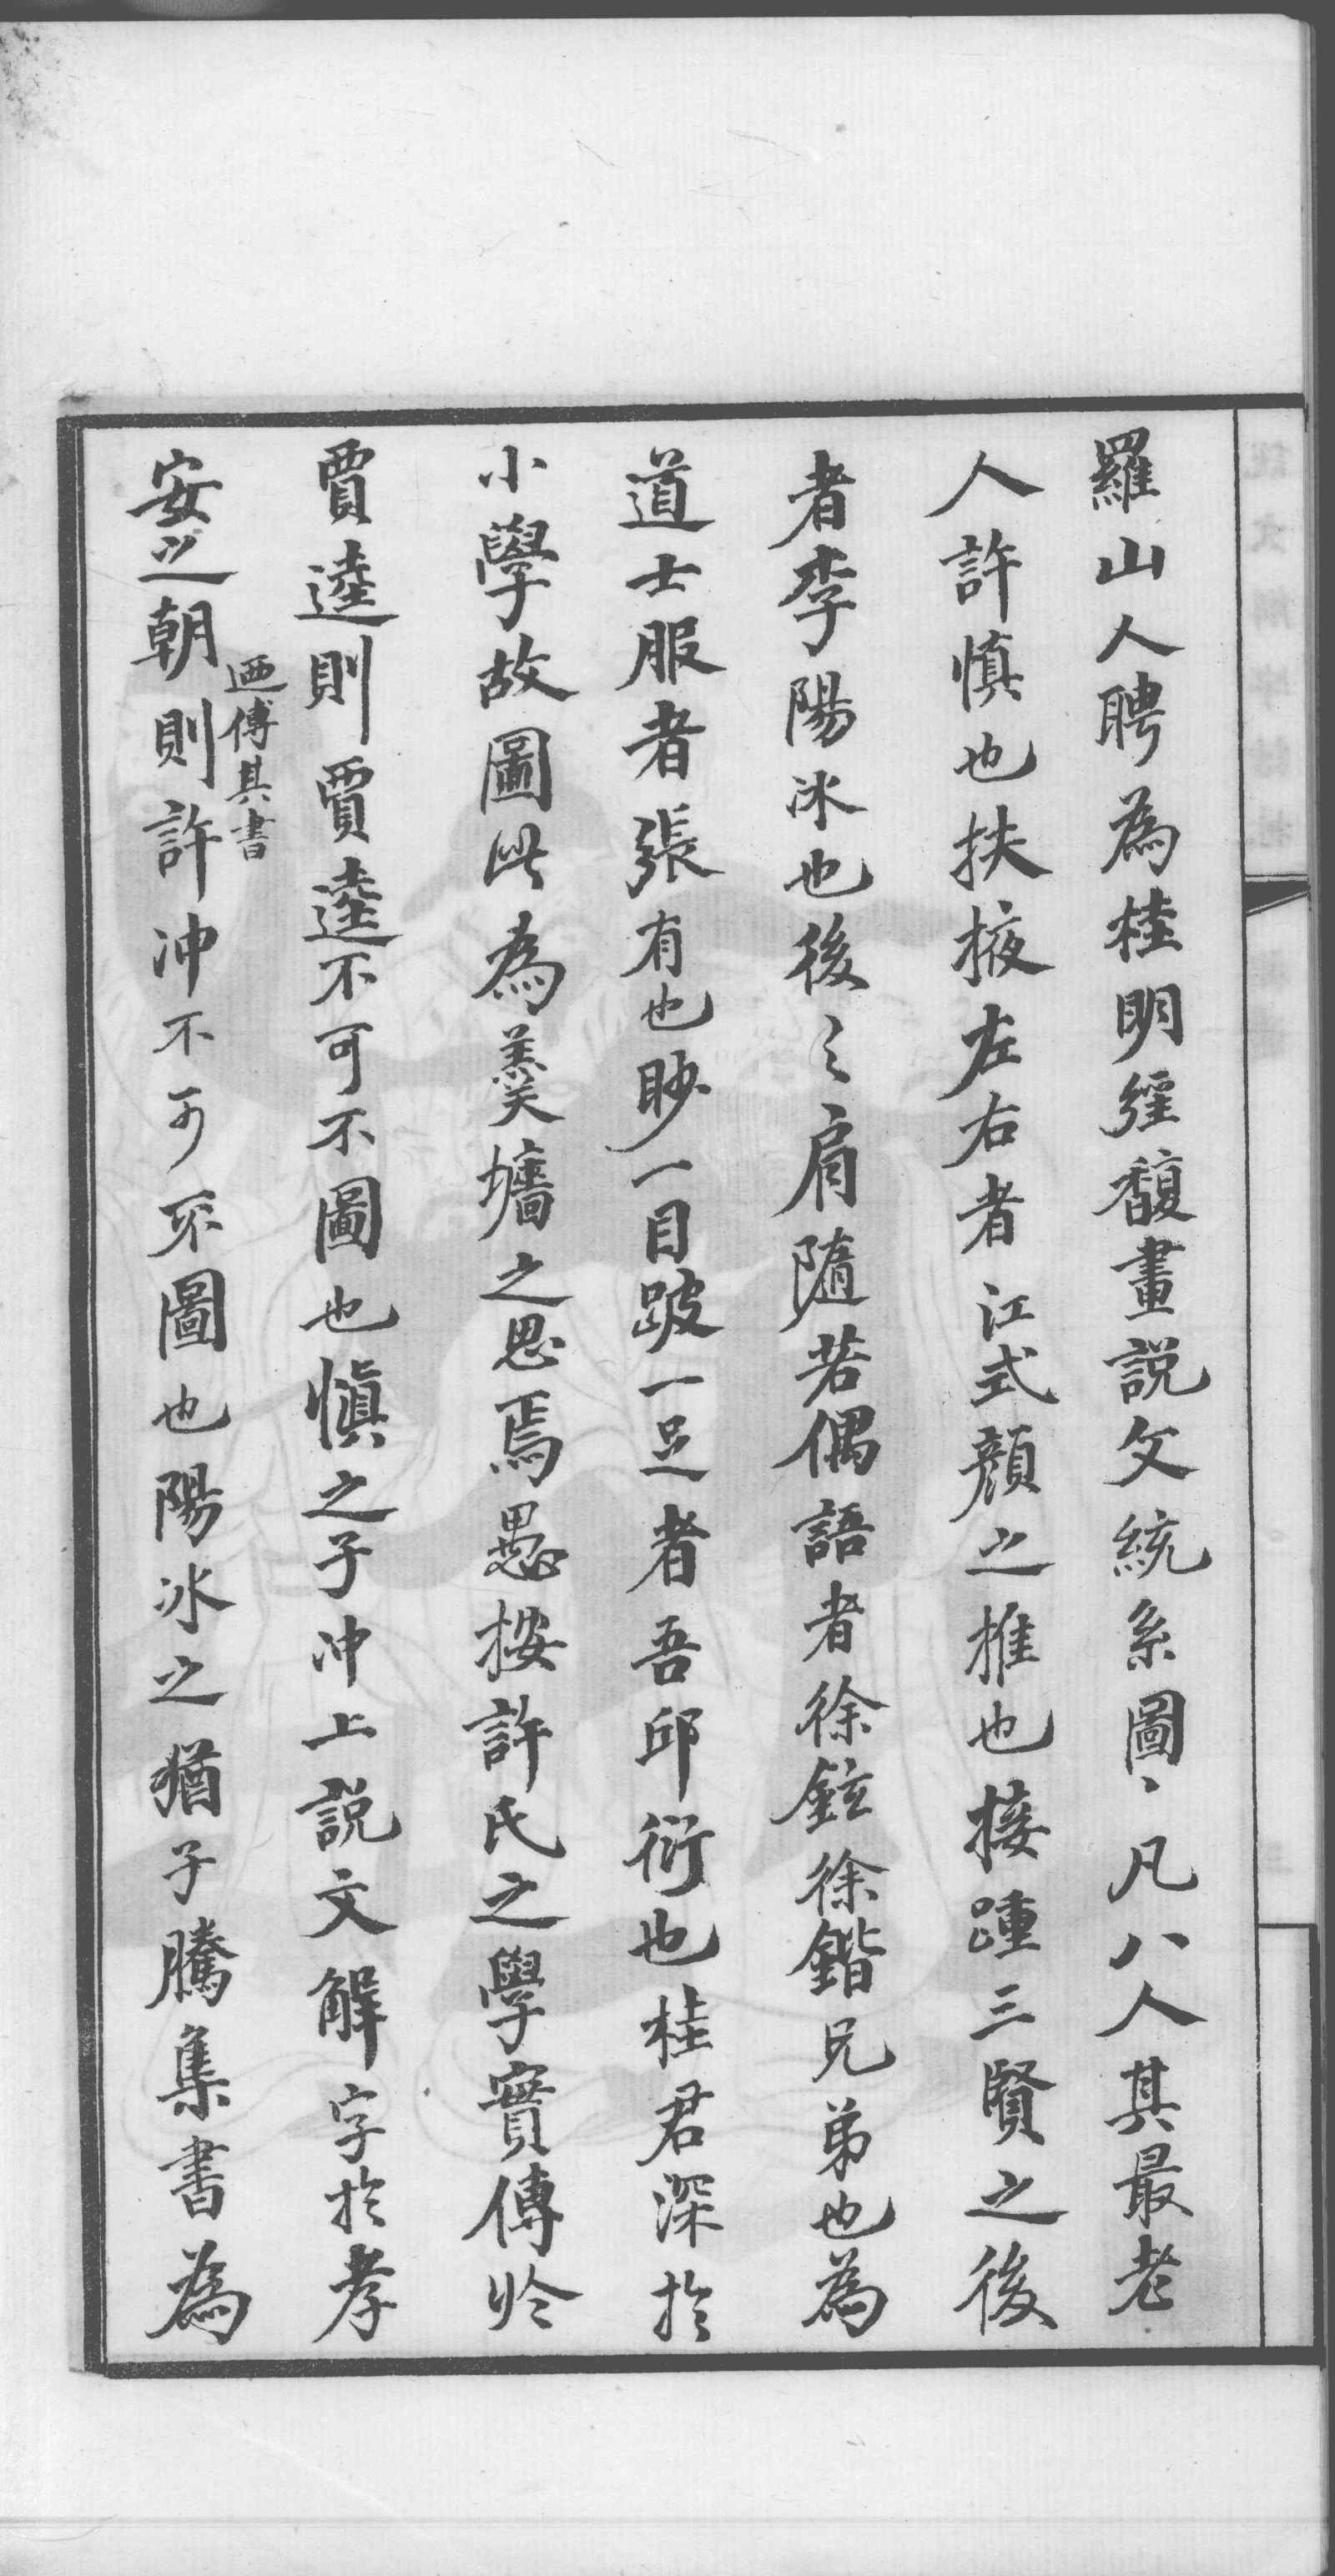 羅山人聘為桂明經馥畫説文統系圖、凡八人其最老
人許慎也扶掖左右者江式顏之推也接踵三賢之後
者李陽冰也後之肩隨若偶語者徐鉉徐鍇兄弟也為
道士服者張有也眇一目跛一足者吾邱衍也桂君深於
小學故圖此為羹墻之思焉愚按許氏之學實傳於
賈逵則賈逵不可不圖也慎之子冲上説文解字於孝
迺傳其書
安之朝則許冲不可不圖也陽冰之猶子騰集書為